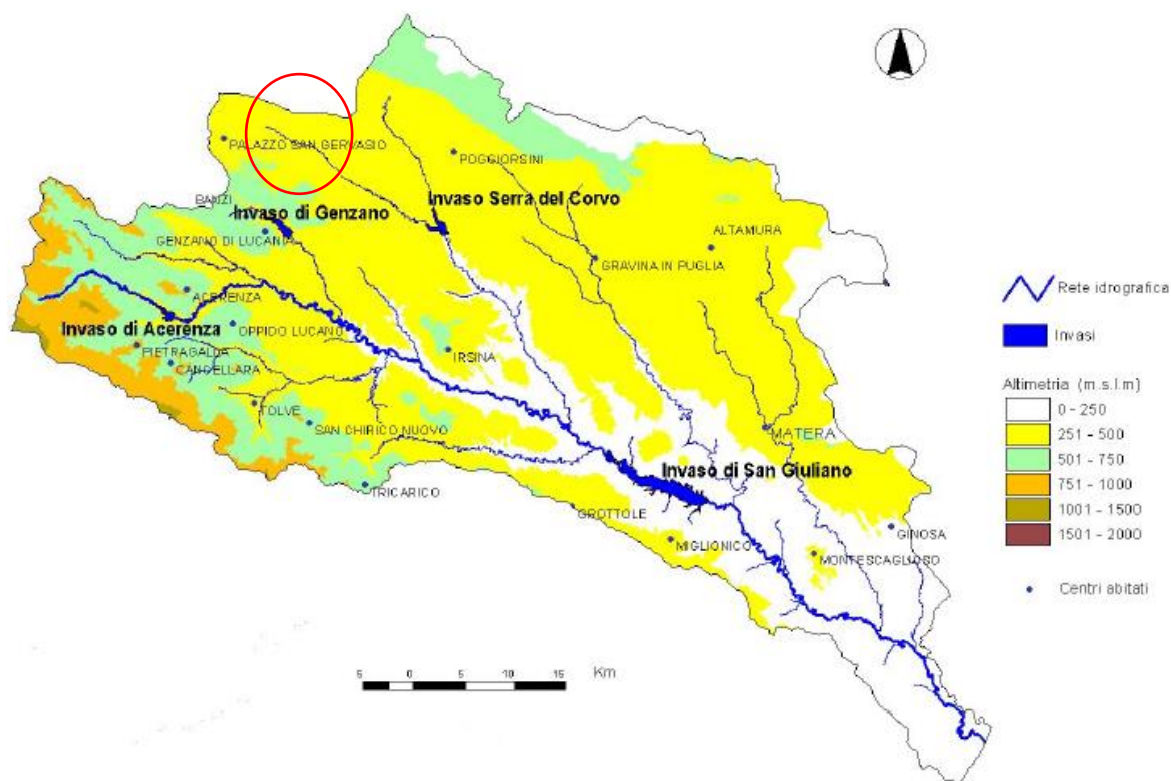 PALAZZO SAN GERVASIO
POGGIORSINI
BANZI
Invaso di Genzano
Invaso Serra del Corvo
GENZANO DI LUCANIA
ALTAMURA
GRAVINA IN PUGLIA
ACERENZA
Invaso di Acerenza
OPPIDO LUCANO
PIETRAGALLA
CANCELLARA
IRSINA
TOLVE
SAN CHIRICO NUOVO
MATERA
Invaso di San Giuliano
TRICARICO
GROTTOLE
MIGLIONICO
GINOSA
MONTESCAGLIOSO
5 0 5 10 15 Km
Rete idrografica
Invasi
Altimetria (m.s.l.m)
0 - 250
251 - 500
501 - 750
751 - 1000
1001 - 1500
1501 - 2000
Centri abitati